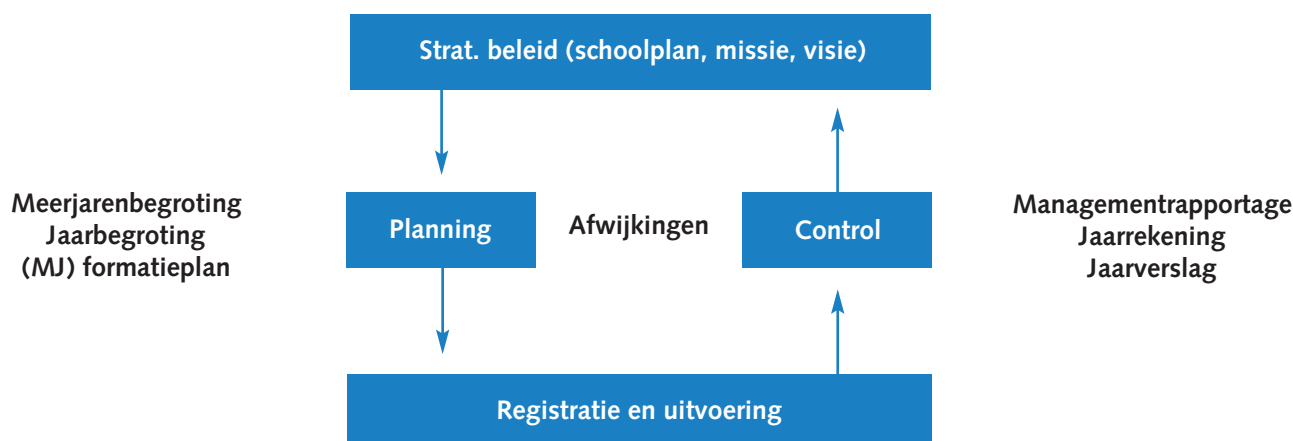 Strat. beleid (schoolplan, missie, visie)
Meerjarenbegroting
Jaarbegroting
(MJ) formatieplan
Planning
Afwijkingen
Control
Managementrapportage
Jaarrekening
Jaarverslag
Registratie en uitvoering